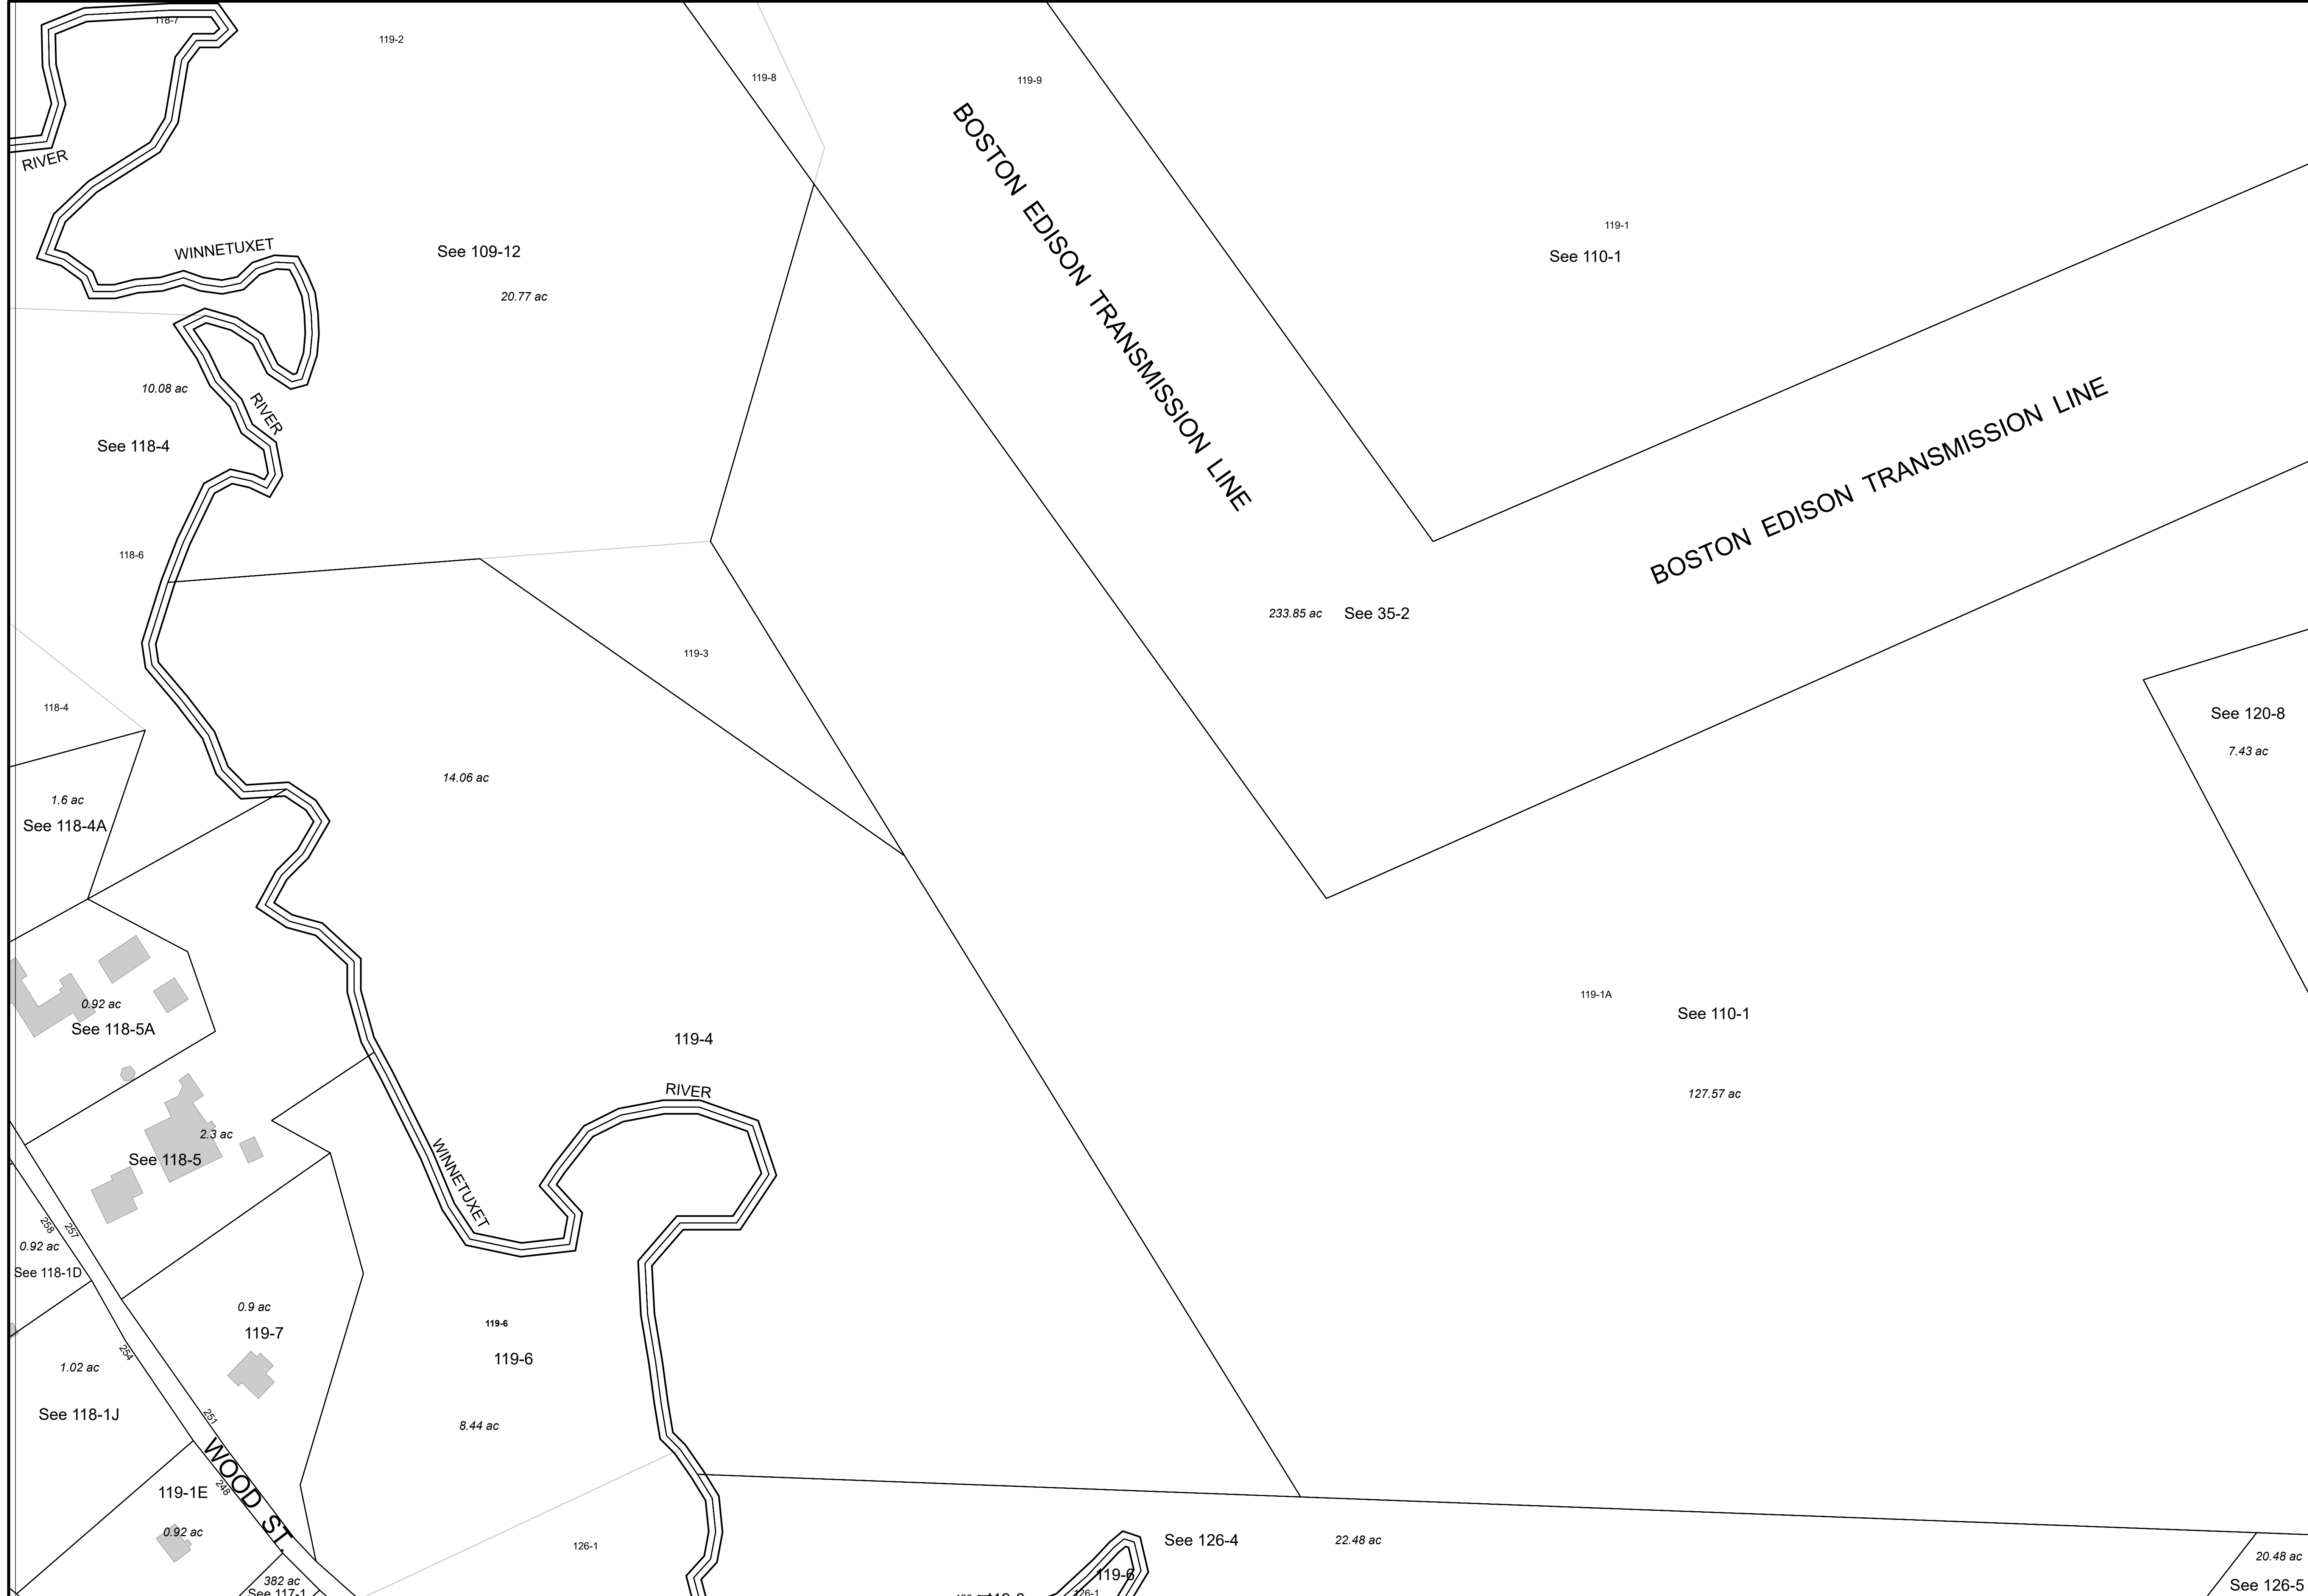 118-7
119-2
119-8
119-9
RIVER
BOSTON EDISON TRANSMISSION LINE
119-1
See 110-1
WINNETUXET
See 109-12
20.77 ac
10.08 ac
RIVER
See 118-4
BOSTON EDISON TRANSMISSION LINE
118-6
233.85 ac See 35-2
119-3
118-4
See 120-8
7.43 ac
14.06 ac
1.6 ac
See 118-4A
0.92 ac
See 118-5A
119-1A
See 110-1
119-4
RIVER
127.57 ac
2.3 ac
See 118-5
WINNETUXET
258
257
0.92 ac
See 118-1D
0.9 ac
119-7
119-6
119-6
254
1.02 ac
See 118-1J
251
8.44 ac
WOOD ST.
248
119-1E
0.92 ac
126-1
See 126-4
22.48 ac
20.48 ac
See 126-5
119-6
126-1
382 ac
See 117-1